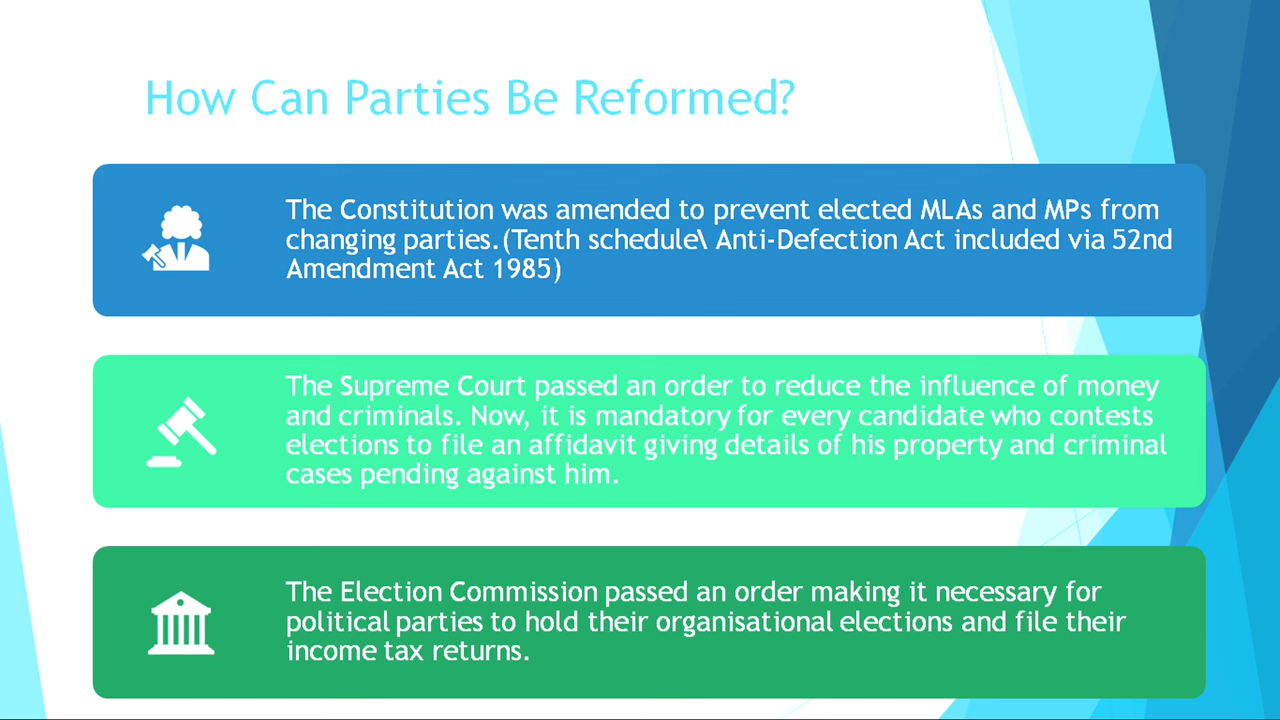 How Can Parties Be Reformed?
The Constitution was amended to prevent elected MLAs and MPs from
changing parties.(Tenth schedule\ Anti-Defection Act included via 52nd
Amendment Act 1985)
The Supreme Court passed an order to reduce the influence of money
and criminals. Now, it is mandatory for every candidate who contests
elections to file an affidavit giving details of his property and criminal
cases pending against him.
The Election Commission passed an order making it necessary for
political parties to hold their organisational elections and file their
income tax returns.